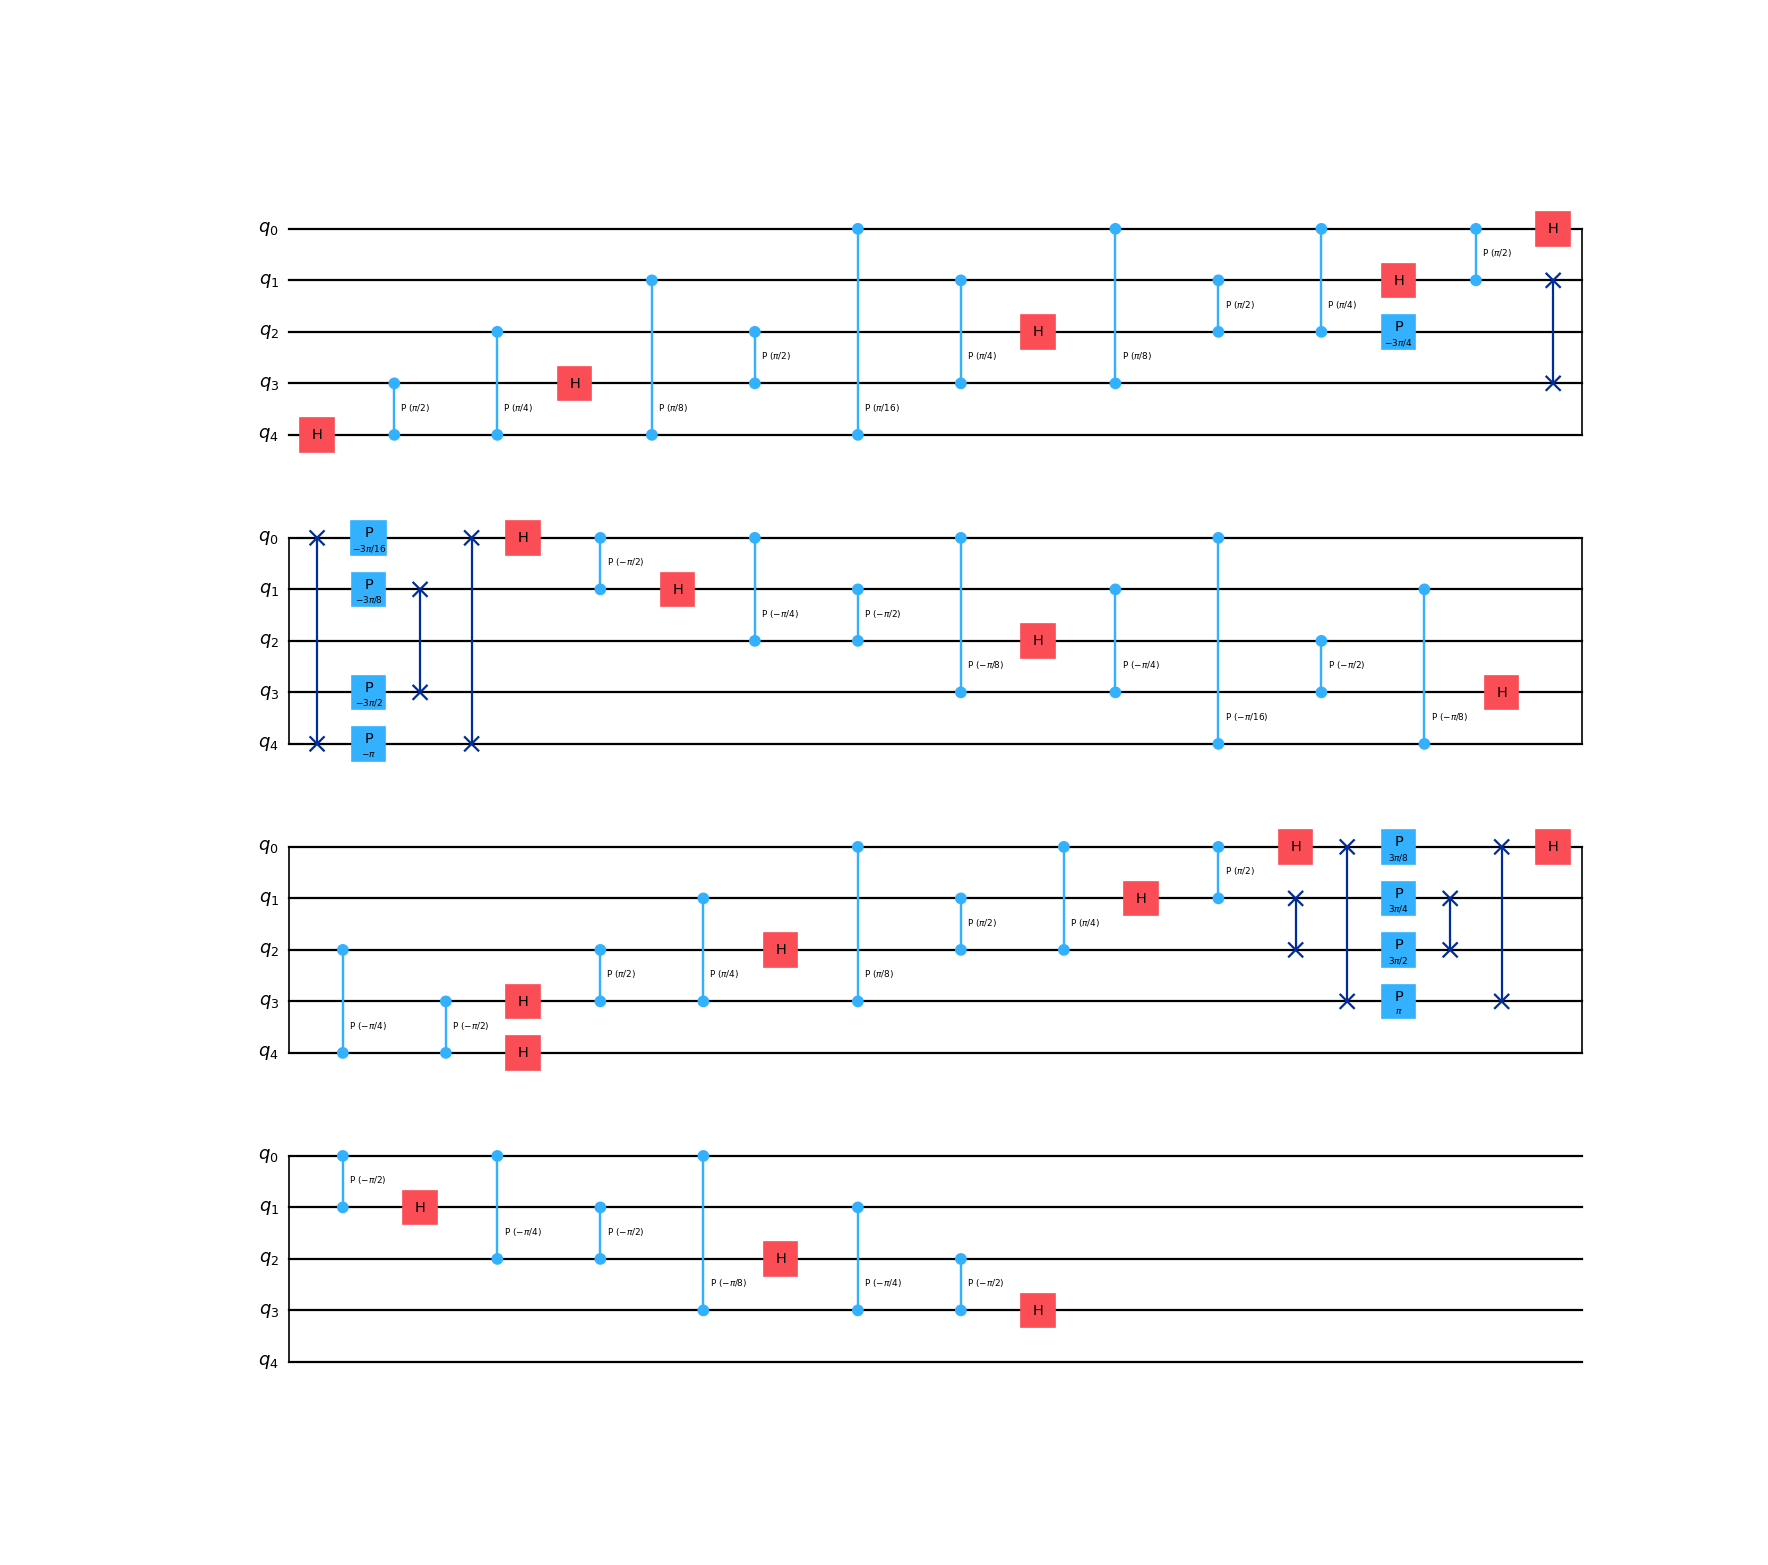 q0 H
q1 P (π/2) H
q2 H P (π/2) P (π/4) P −3π/4
q3 H P (π/2) P (π/4) P (π/8)
q4 H P (π/2) P (π/4) P (π/8) P (π/16)
q0 P −3π/16 H
q1 P −3π/8 P (−π/2) H
q2 P (−π/4) P (−π/2) H
q3 P −3π/2 P (−π/8) P (−π/4) P (−π/2) H
q4 P −π P (−π/16) P (−π/8)
q0 H P 3π/8 H
q1 H P (π/2) P 3π/4
q2 H P (π/2) P (π/4) P 3π/2
q3 H P (π/2) P (π/4) P (π/8) P π
q4 P (−π/4) P (−π/2) H
q0
q1 P (−π/2) H
q2 P (−π/4) P (−π/2) H
q3 P (−π/8) P (−π/4) P (−π/2) H
q4